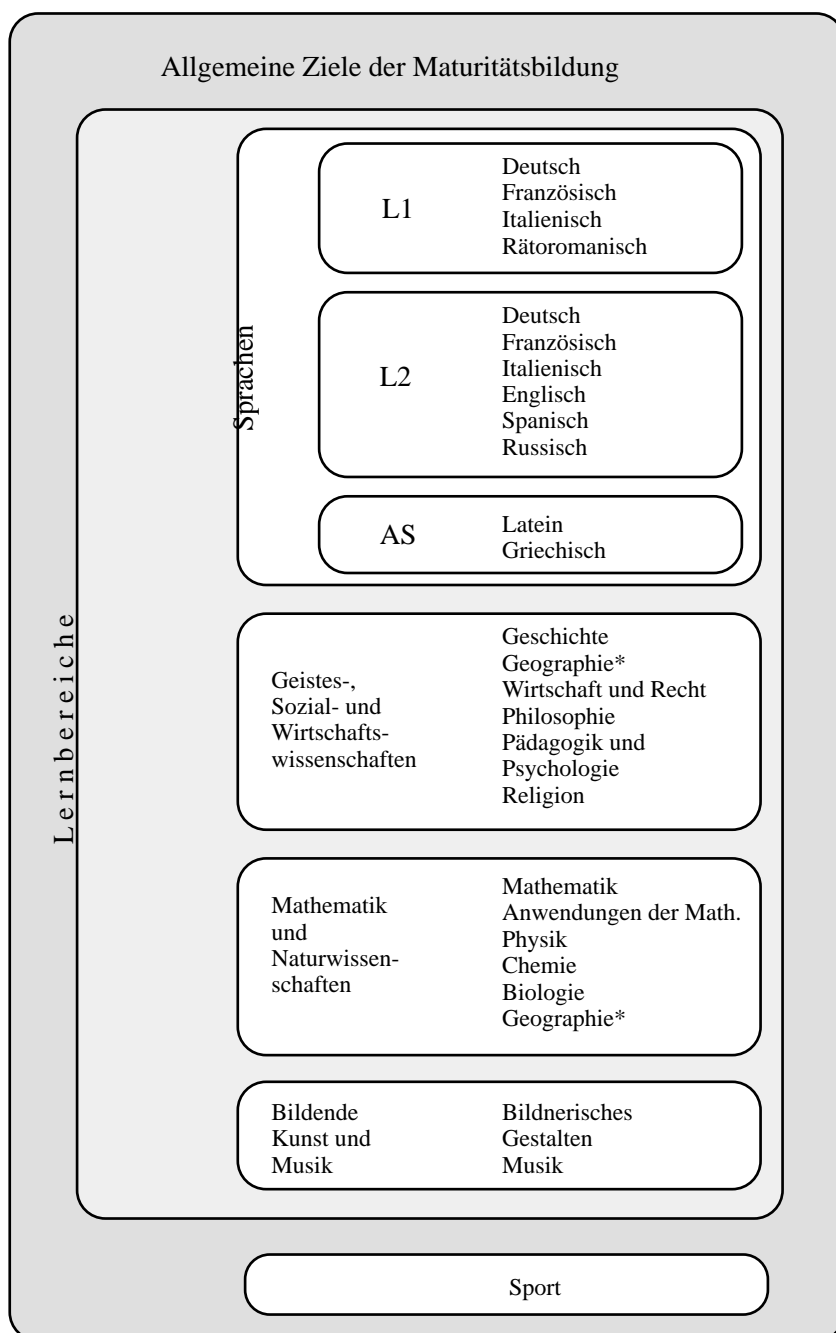 Allgemeine Ziele der Maturitätsbildung
Lernbereiche
Sprachen
L1
Deutsch
Französisch
Italienisch
Rätoromanisch
L2
Deutsch
Französisch
Italienisch
Englisch
Spanisch
Russisch
AS
Latein
Griechisch
Geistes-,
Sozial- und
Wirtschafts-
wissenschaften
Geschichte
Geographie*
Wirtschaft und Recht
Philosophie
Pädagogik und
Psychologie
Religion
Mathematik
und
Naturwissen-
schaften
Mathematik
Anwendungen der Math.
Physik
Chemie
Biologie
Geographie*
Bildende
Kunst und
Musik
Bildnerisches
Gestalten
Musik
Sport